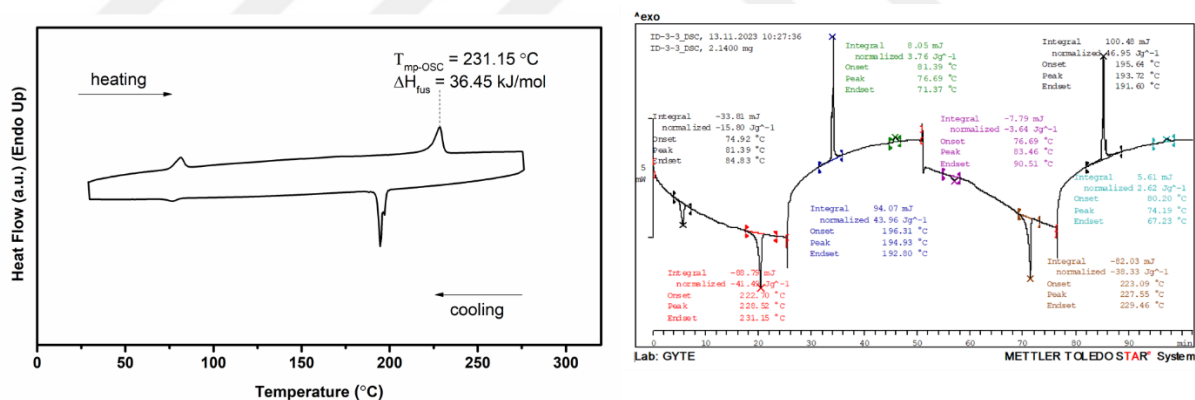 T mp-OSC = 231.15 °C
ΔH fus = 36.45 kJ/mol
heating
cooling
Heat Flow (a.u.) (Endo Up)
0 50 100 150 200 250 300
Temperature (°C)
^exo
ID-3-3_DSC, 13.11.2023 10:27:36
ID-3-3_DSC, 2.1400 mg
Integral -33.81 mJ
normalized -15.80 Jg^-1
Onset 74.92 °C
Peak 81.39 °C
Endset 84.83 °C
Integral 8.05 mJ
normalized 3.76 Jg^-1
Onset 81.39 °C
Peak 76.69 °C
Endset 71.37 °C
Integral 100.48 mJ
normalized 46.95 Jg^-1
Onset 195.64 °C
Peak 193.72 °C
Endset 191.60 °C
Integral -7.79 mJ
normalized -3.64 Jg^-1
Onset 76.69 °C
Peak 83.46 °C
Endset 90.51 °C
5
mW
Integral 94.07 mJ
normalized 43.96 Jg^-1
Onset 196.31 °C
Peak 194.93 °C
Endset 192.80 °C
Integral 5.61 mJ
normalized 2.62 Jg^-1
Onset 80.20 °C
Peak 74.19 °C
Endset 67.23 °C
Integral -88.79 mJ
normalized -41.49 Jg^-1
Onset 222.70 °C
Peak 228.52 °C
Endset 231.15 °C
Integral -82.03 mJ
normalized -38.33 Jg^-1
Onset 223.09 °C
Peak 227.55 °C
Endset 229.46 °C
0 10 20 30 40 50 60 70 80 90 min
Lab: GYTE
METTLER TOLEDO STARe System